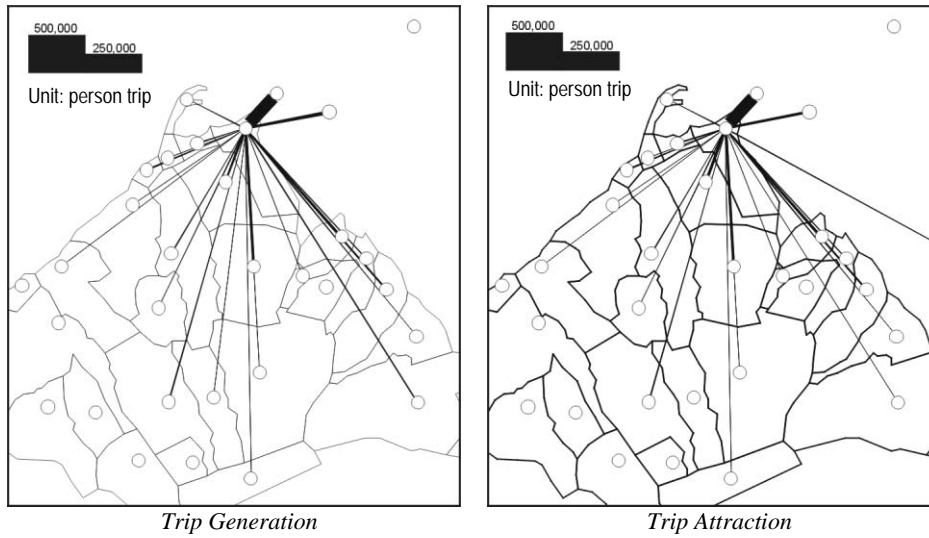 500,000
250,000
Unit: person trip
Trip Generation
500,000
250,000
Unit: person trip
Trip Attraction